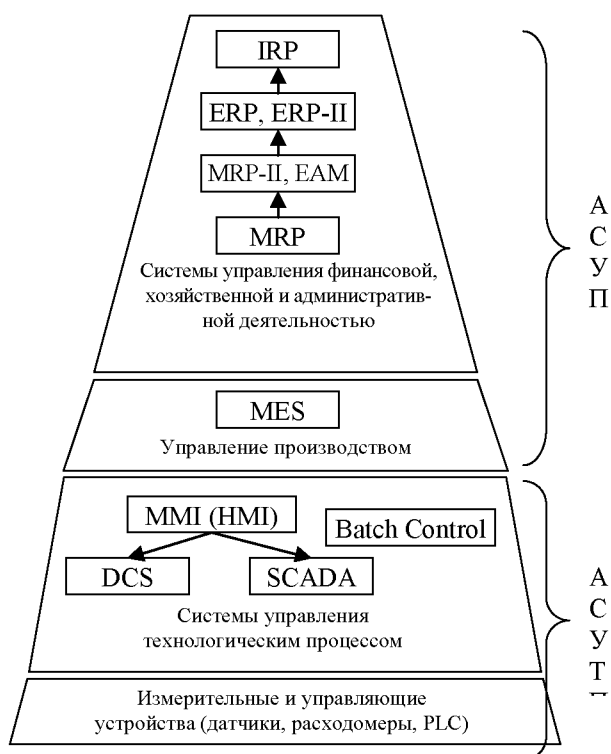 IRP
ERP, ERP-II
MRP-II, EAM
MRP
Системы управления финансовой,
хозяйственной и административ-
ной деятельностью
MES
Управление производством
А
С
У
П
MMI (HMI)
Batch Control
DCS
SCADA
Системы управления
технологическим процессом
Измерительные и управляющие
устройства (датчики, расходомеры, PLC)
А
С
У
Т